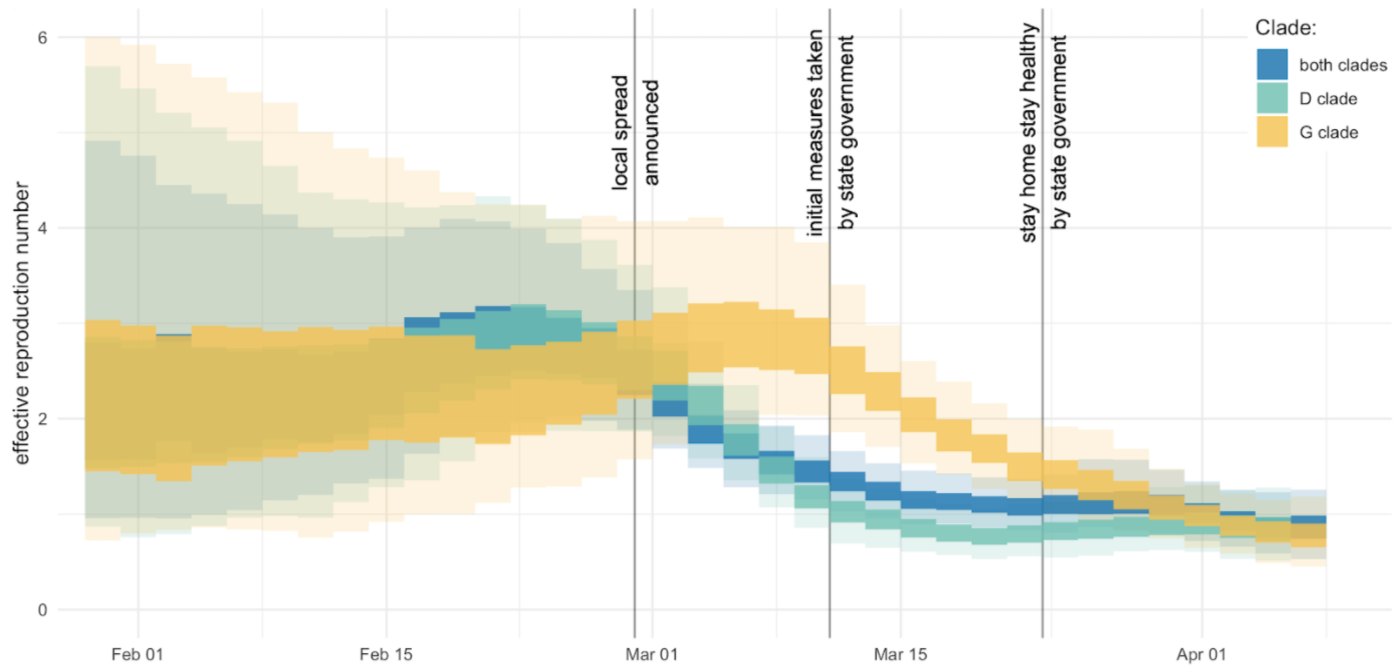 6
4
2
0
effective reproduction number
local spread
announced
initial measures taken
by state government
stay home stay healthy
by state government
Clade:
both clades
D clade
G clade
Feb 01
Feb 15
Mar 01
Mar 15
Apr 01